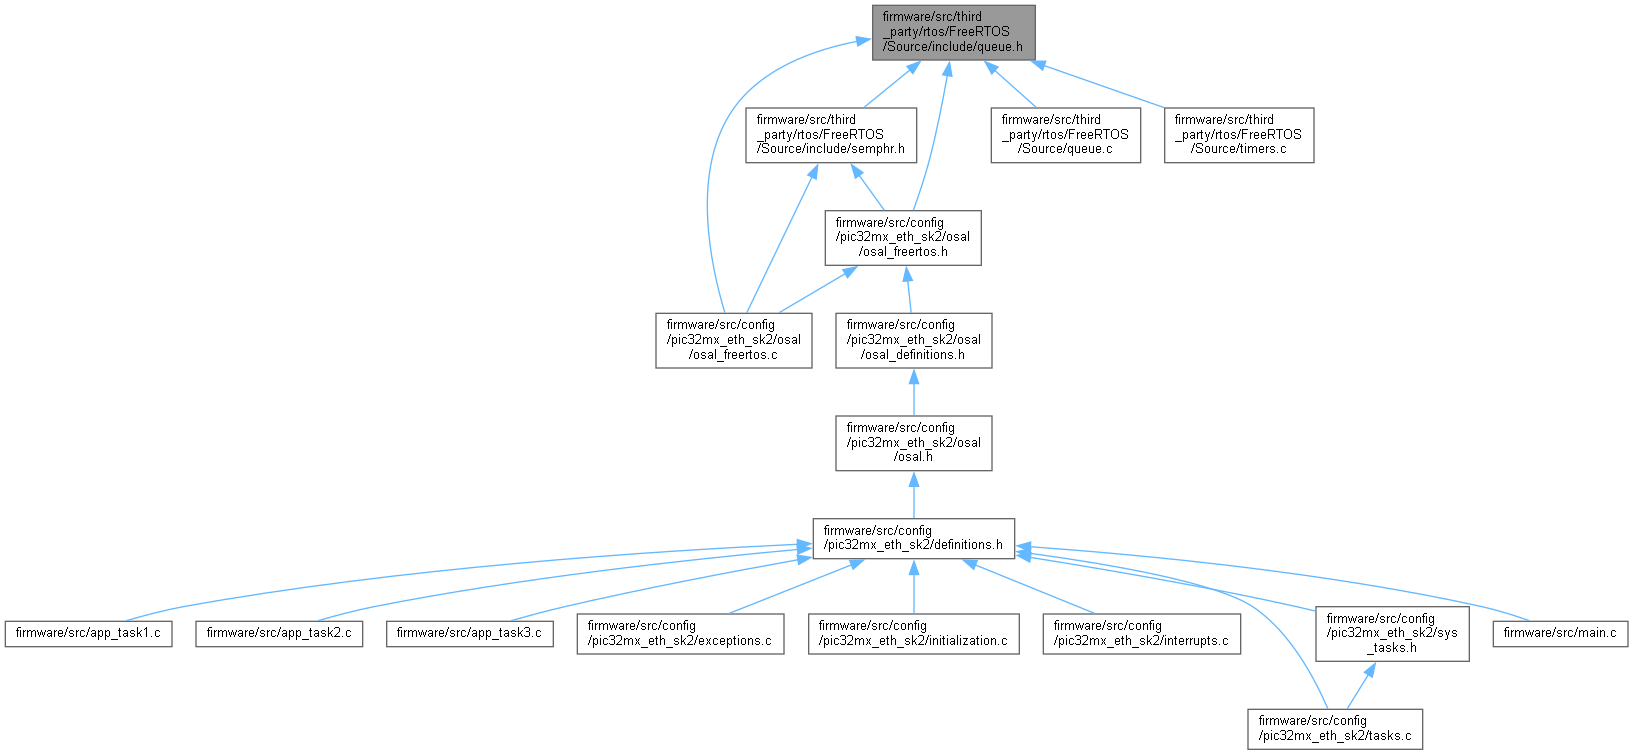 firmware/src/third
_party/rtos/FreeRTOS
/Source/include/queue.h
firmware/src/third
_party/rtos/FreeRTOS
/Source/include/semphr.h
firmware/src/third
_party/rtos/FreeRTOS
/Source/queue.c
firmware/src/third
_party/rtos/FreeRTOS
/Source/timers.c
firmware/src/config
/pic32mx_eth_sk2/osal
/osal_freertos.h
firmware/src/config
/pic32mx_eth_sk2/osal
/osal_freertos.c
firmware/src/config
/pic32mx_eth_sk2/osal
/osal_definitions.h
firmware/src/config
/pic32mx_eth_sk2/osal
/osal.h
firmware/src/config
/pic32mx_eth_sk2/definitions.h
firmware/src/app_task1.c
firmware/src/app_task2.c
firmware/src/app_task3.c
firmware/src/config
/pic32mx_eth_sk2/exceptions.c
firmware/src/config
/pic32mx_eth_sk2/initialization.c
firmware/src/config
/pic32mx_eth_sk2/interrupts.c
firmware/src/config
/pic32mx_eth_sk2/sys
_tasks.h
firmware/src/main.c
firmware/src/config
/pic32mx_eth_sk2/tasks.c